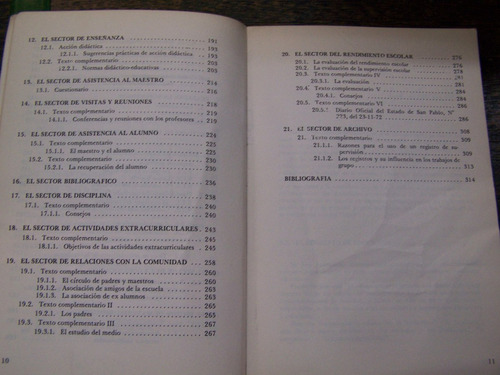 12. EL SECTOR DE ENSEÑANZA 191
12.1. Acción didáctica 191
12.1.1. Sugerencias prácticas de acción didáctica 193
12.2. Texto complementario 203
12.2.1. Normas didáctico-educativas 203
13. EL SECTOR DE ASISTENCIA AL MAESTRO 214
13.1. Cuestionario 216
14. EL SECTOR DE VISITAS Y REUNIONES 218
14.1. Texto complementario 219
14.1.1. Conferencias y reuniones con los profesores 219
15. EL SECTOR DE ASISTENCIA AL ALUMNO 224
15.1. Texto complementario 225
15.1.1. El maestro y el alumno 225
15.2. Texto complementario 250
15.2.1. La recuperación del alumno 250
16. EL SECTOR BIBLIOGRAFICO 236
17. EL SECTOR DE DISCIPLINA 238
17.1. Texto complementario 240
17.1.1. Consejos 240
18. EL SECTOR DE ACTIVIDADES EXTRACURRICULARES 243
18.1. Texto complementario 245
18.1.1. Objetivos de las actividades extracurriculares 245
19. EL SECTOR DE RELACIONES CON LA COMUNIDAD 258
19.1. Texto complementario 260
19.1.1. El círculo de padres y maestros 260
19.1.2. Asociación de amigos de la escuela 263
19.1.3. La asociación de ex alumnos 263
19.2. Texto complementario II 265
19.2.1. Los padres 265
19.3. Texto complementario III 267
19.3.1. El estudio del medio 267
10
20. EL SECTOR DEL RENDIMIENTO ESCOLAR 276
20.1. La evaluación del rendimiento escolar 276
20.2. La evaluación de la supervisión escolar 278
20.3. Texto complementario IV 281
20.3.1. La evaluación 281
20.4. Texto complementario V 284
20.4.1. Consejos 284
20.5. Texto complementario VI 286
Diario Oficial del Estado de San Pablo, Nº
223, del 23-11-72 288
21. EL SECTOR DE ARCHIVO 308
21. Texto complementario 309
21.1.1. Razones para el uso de un registro de supervisión 309
21.1.2. Los registros y su influencia en los trabajos de
grupo 313
BIBLIOGRAFIA 314
11